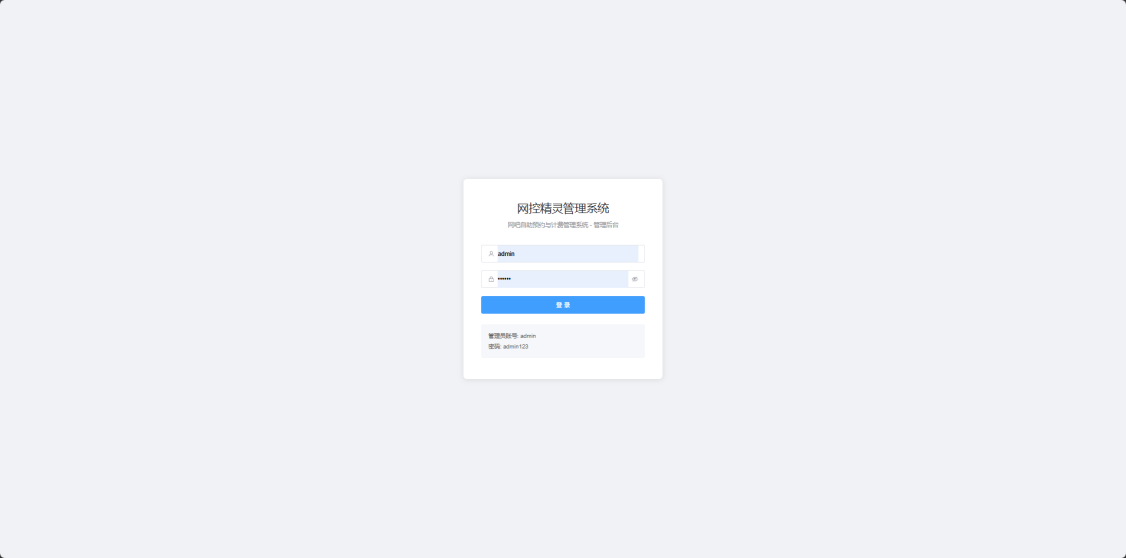 网控精灵管理系统
网吧自助预约与计费管理系统 - 管理后台
admin
••••••
登 录
管理员账号: admin
密码: admin123